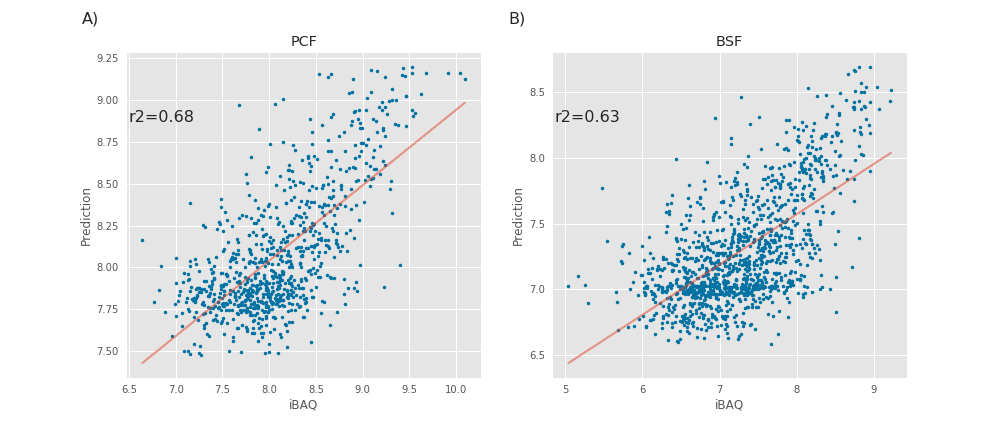 A)
PCF
r2=0.68
Prediction
9.25
9.00
8.75
8.50
8.25
8.00
7.75
7.50
6.5 7.0 7.5 8.0 8.5 9.0 9.5 10.0
iBAQ
B)
BSF
r2=0.63
Prediction
8.5
8.0
7.5
7.0
6.5
5 6 7 8 9
iBAQ